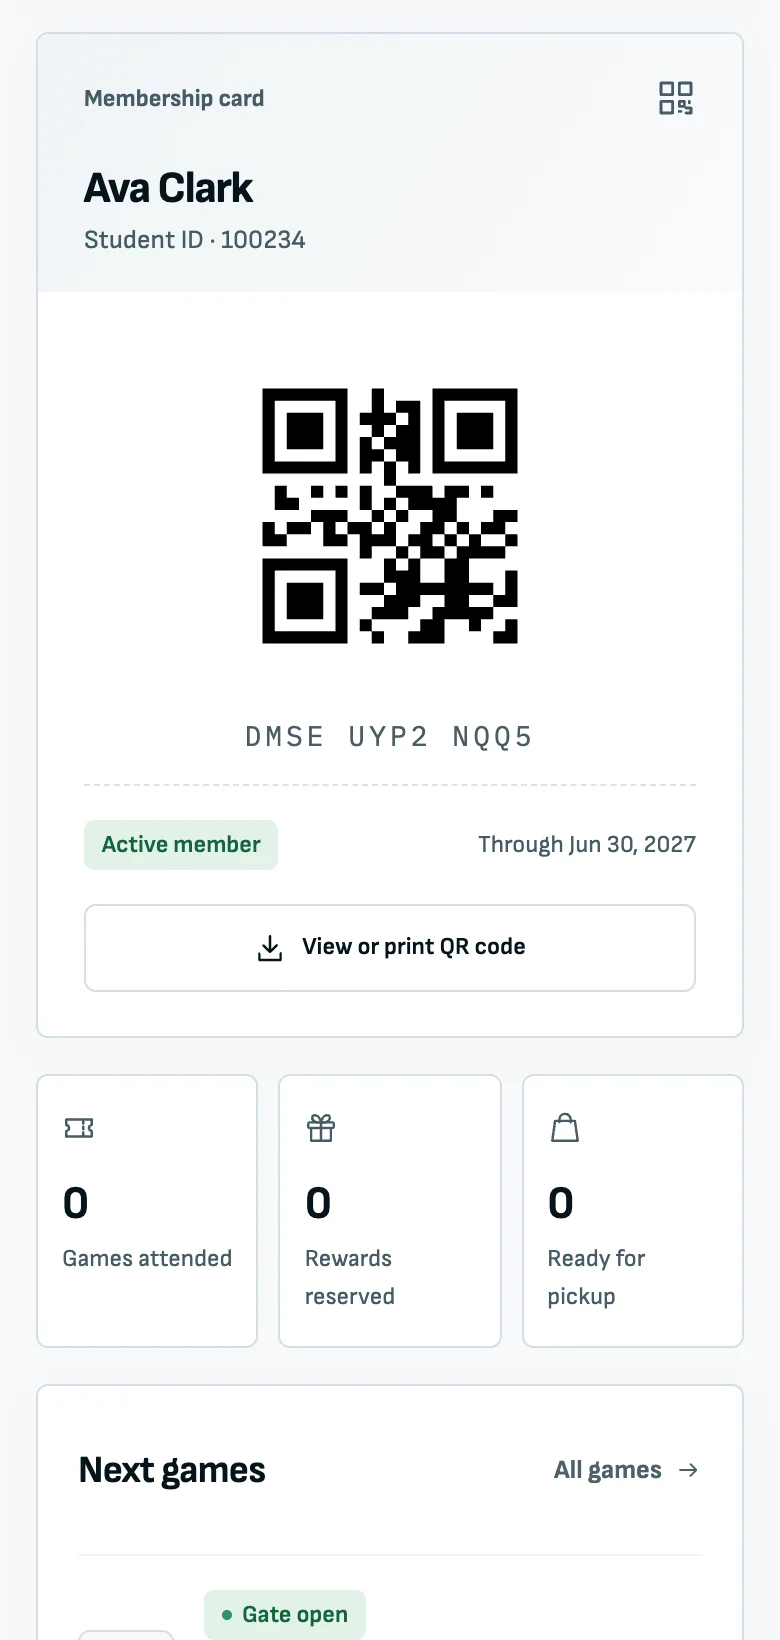 Membership card
Ava Clark
Student ID · 100234
DMSE UYP2 NQQ5
Active member
Through Jun 30, 2027
View or print QR code
0
Games attended
0
Rewards
reserved
0
Ready for
pickup
Next games
All games →
Gate open